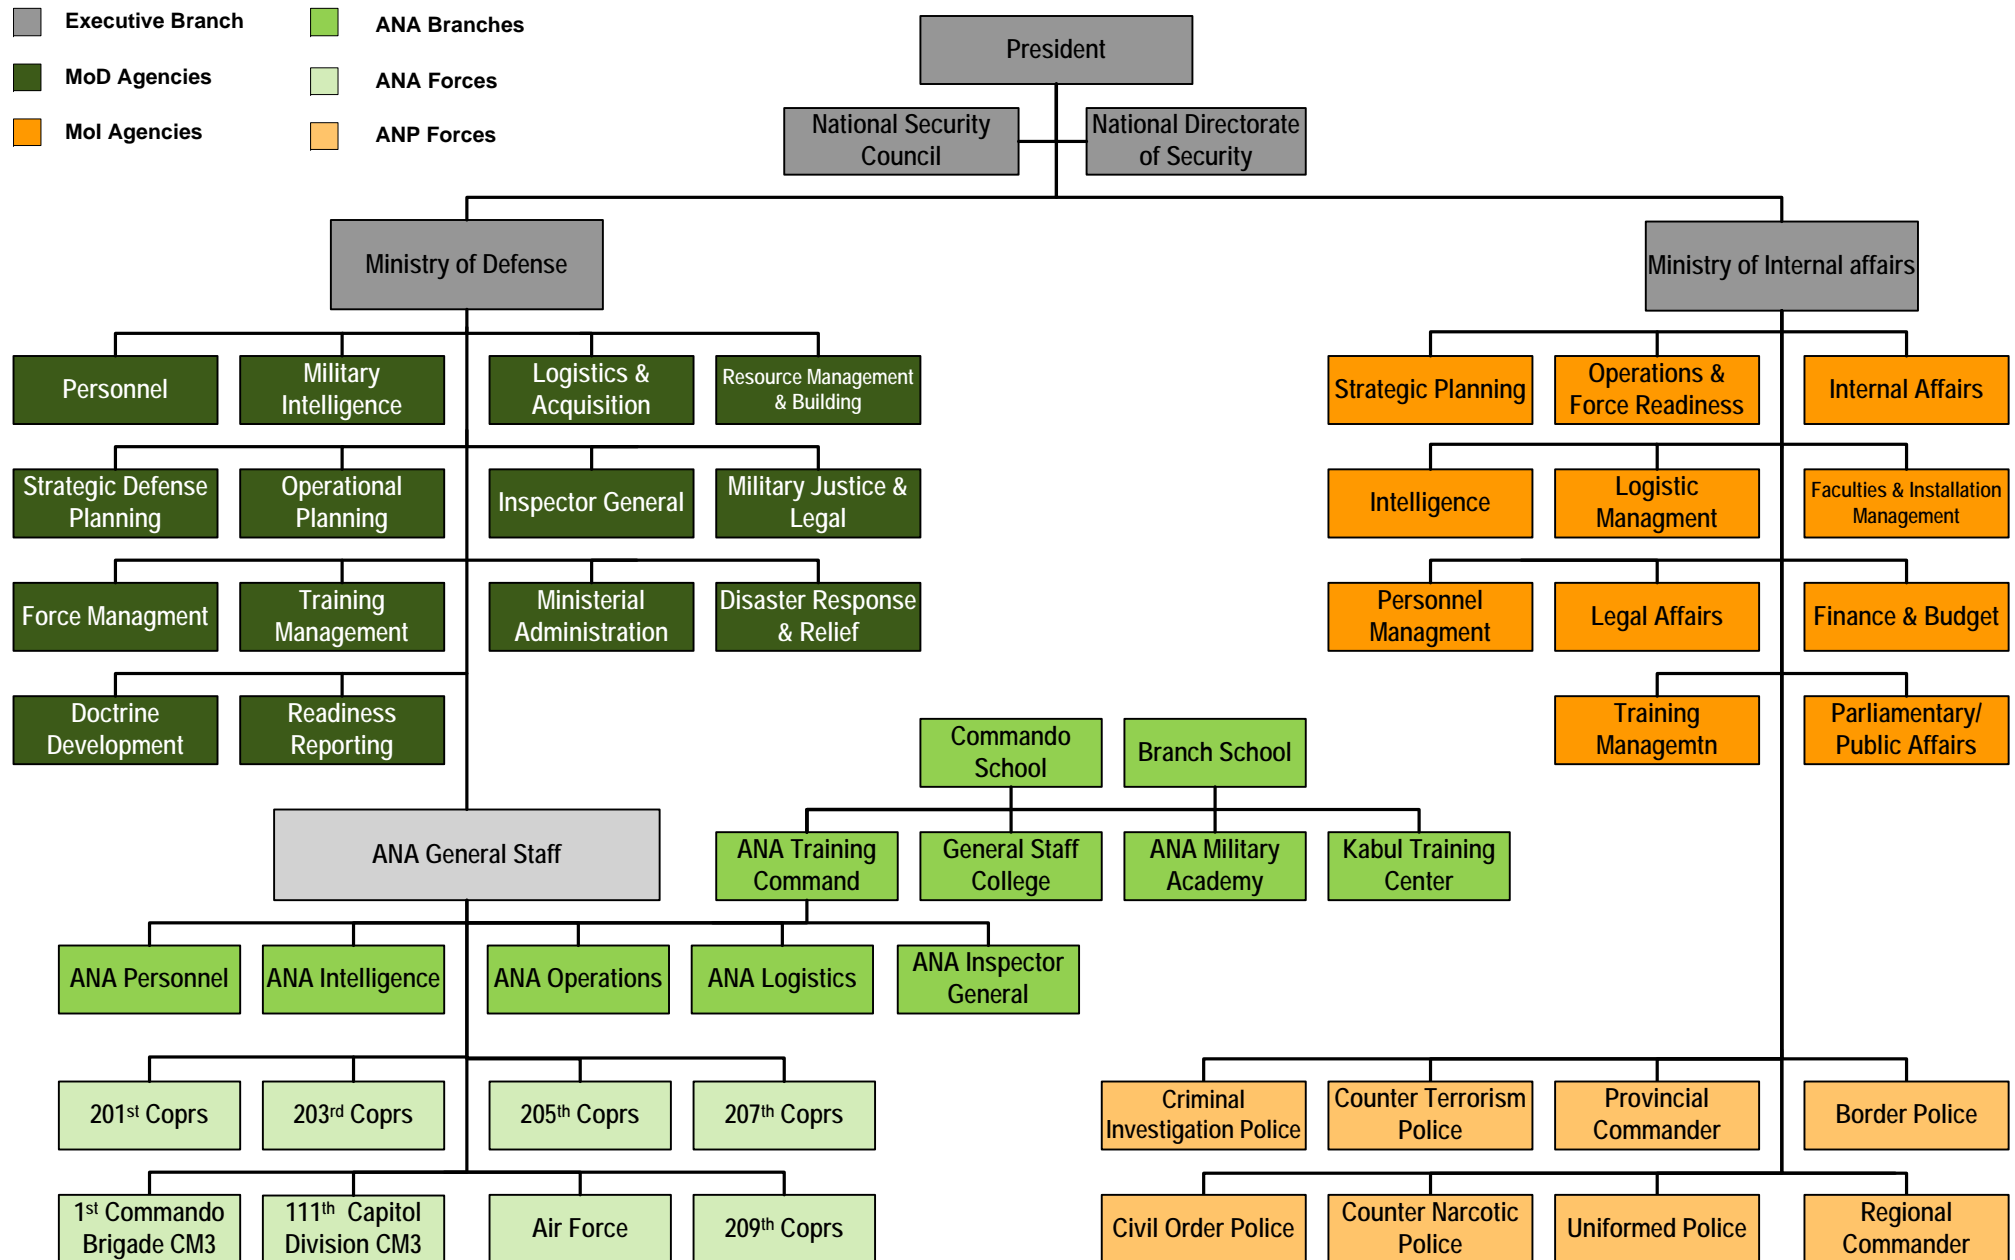 Executive Branch
ANA Branches
MoD Agencies
ANA Forces
MoI Agencies
ANP Forces
President
National Security
Council
National Directorate
of Security
Ministry of Defense
Ministry of Internal affairs
Personnel
Military
Intelligence
Logistics &
Acquisition
Resource Management
& Building
Strategic Planning
Operations &
Force Readiness
Internal Affairs
Strategic Defense
Planning
Operational
Planning
Inspector General
Military Justice &
Legal
Intelligence
Logistic
Managment
Faculties & Installation
Management
Force Managment
Training
Management
Ministerial
Administration
Disaster Response
& Relief
Personnel
Managment
Legal Affairs
Finance & Budget
Doctrine
Development
Readiness
Reporting
Training
Managemtn
Parliamentary/
Public Affairs
Commando
School
Branch School
ANA General Staff
ANA Training
Command
General Staff
College
ANA Military
Academy
Kabul Training
Center
ANA Personnel
ANA Intelligence
ANA Operations
ANA Logistics
ANA Inspector
General
201st Coprs
203rd Coprs
205th Coprs
207th Coprs
Criminal
Investigation Police
Counter Terrorism
Police
Provincial
Commander
Border Police
1st Commando
Brigade CM3
111th Capitol
Division CM3
Air Force
209th Coprs
Civil Order Police
Counter Narcotic
Police
Uniformed Police
Regional
Commander